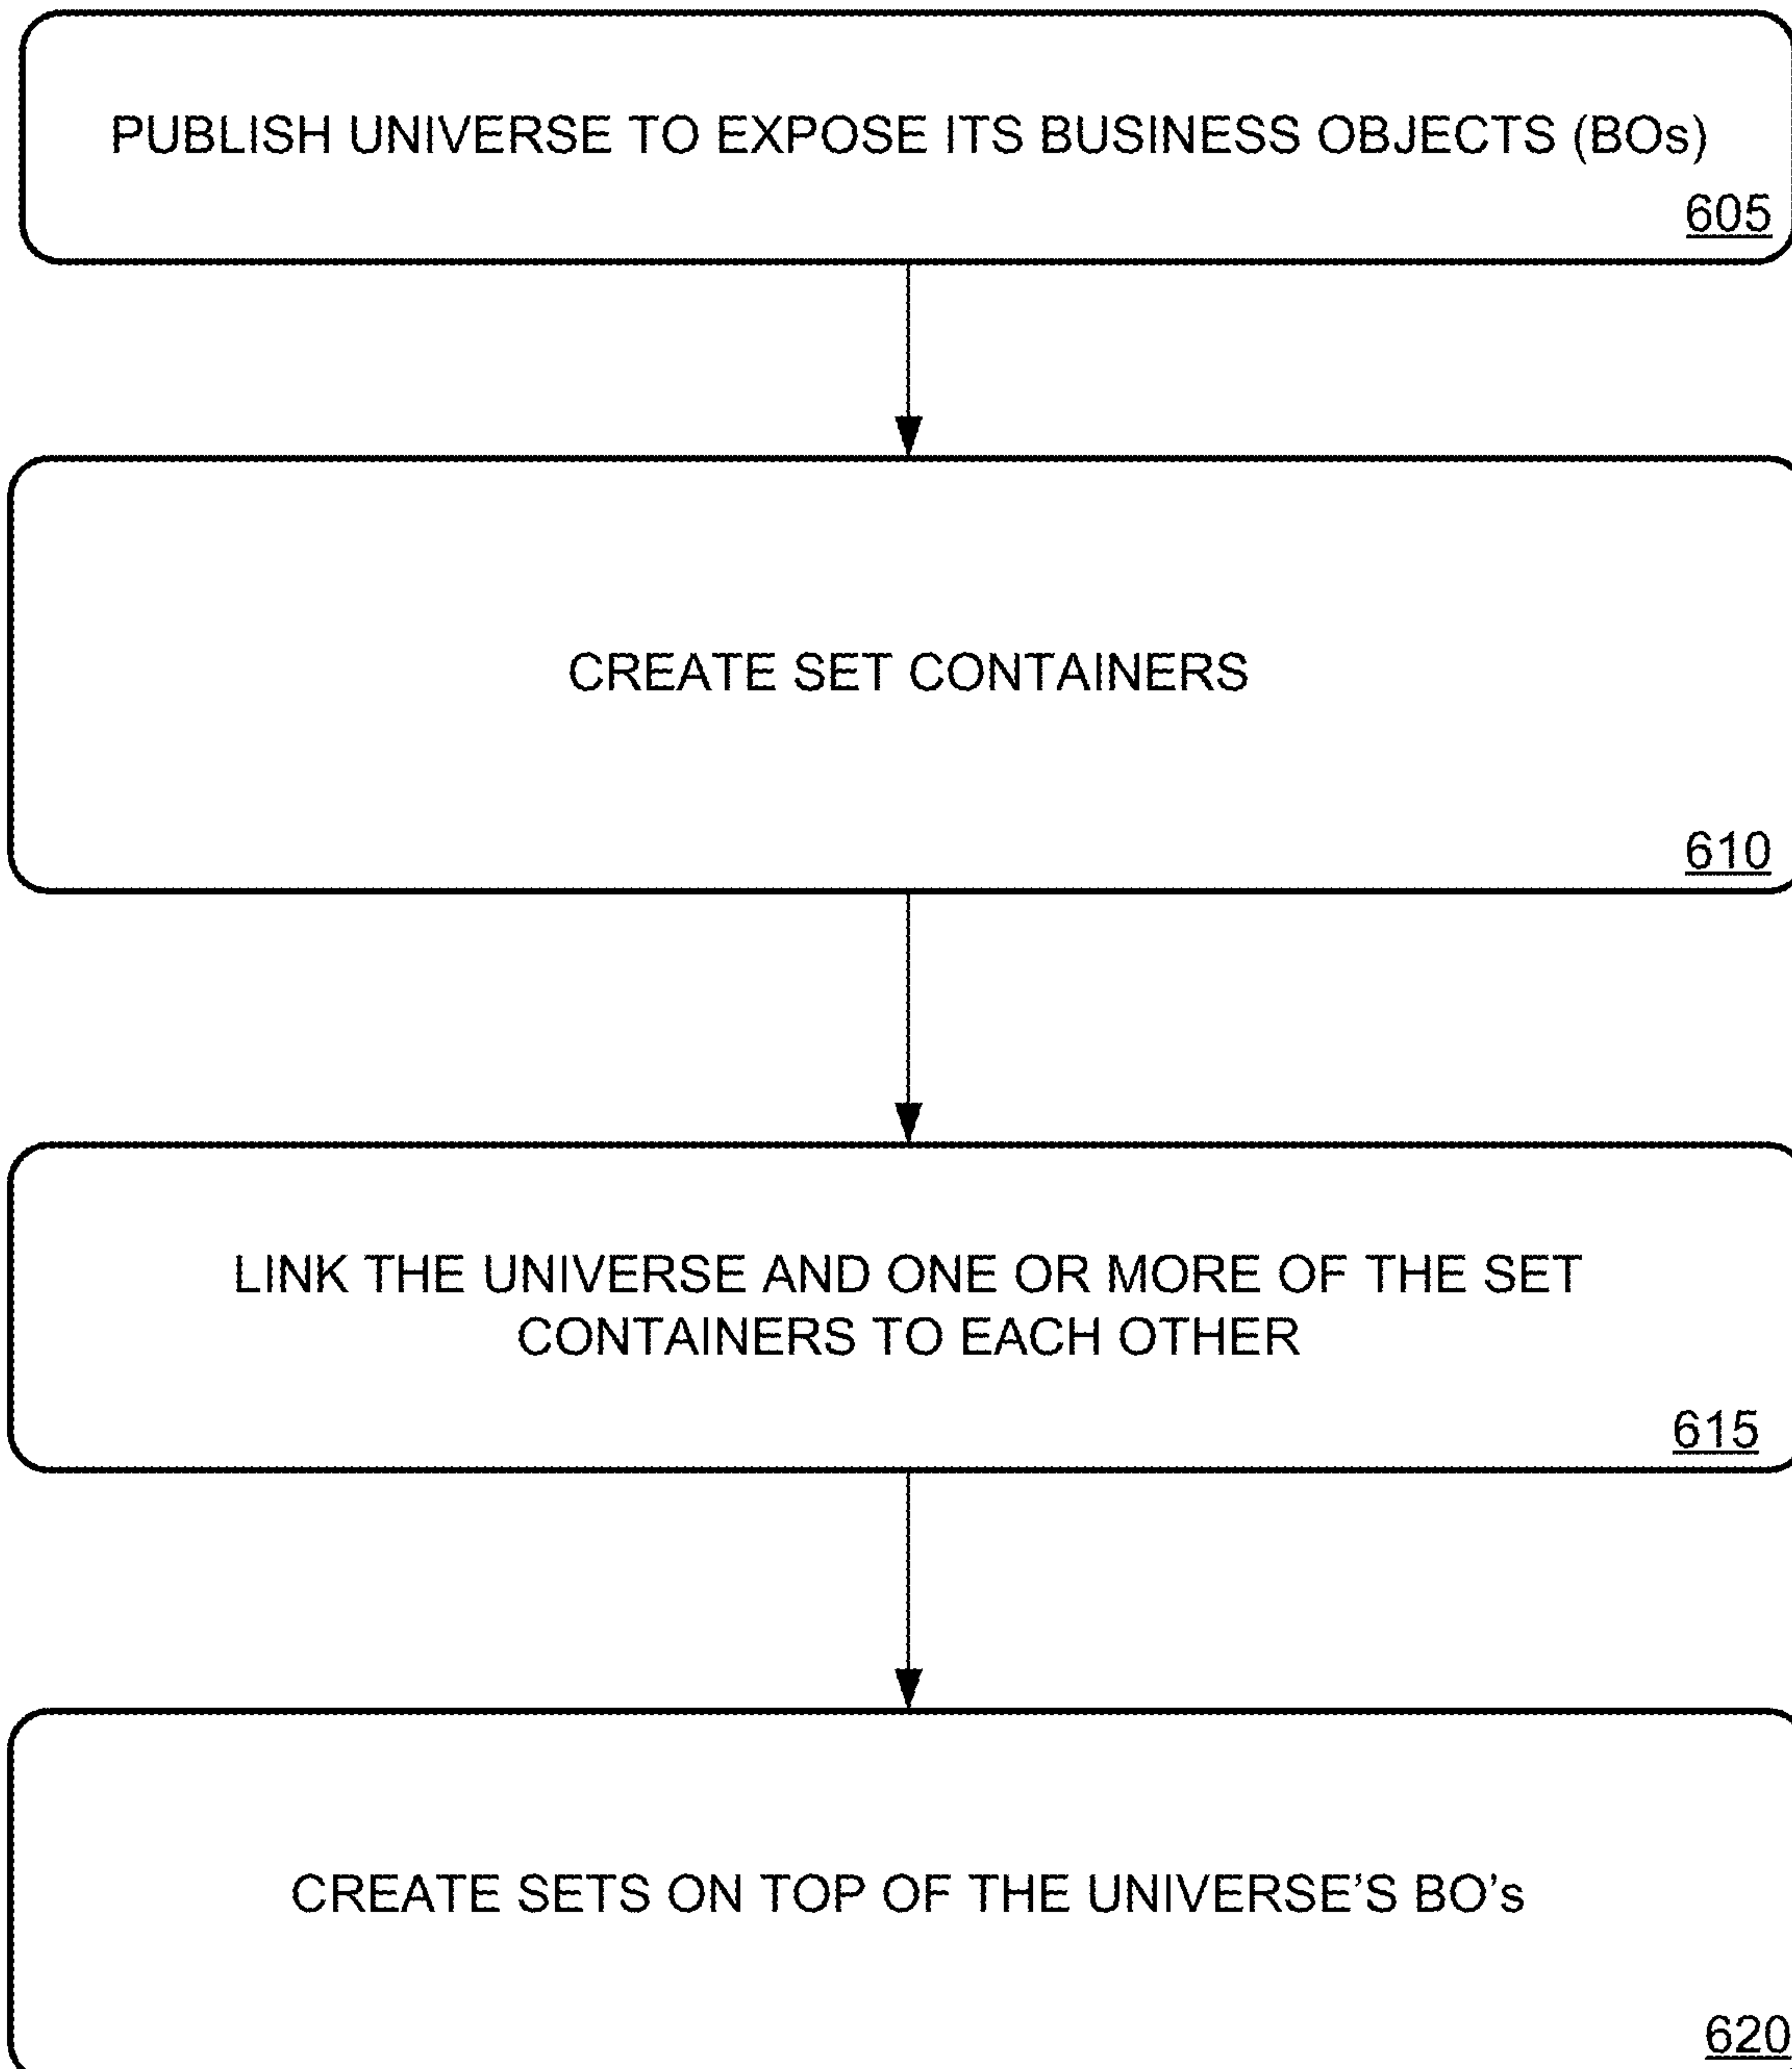 PUBLISH UNIVERSE TO EXPOSE ITS BUSINESS OBJECTS (BOs)
605
CREATE SET CONTAINERS
610
LINK THE UNIVERSE AND ONE OR MORE OF THE SET
CONTAINERS TO EACH OTHER
615
CREATE SETS ON TOP OF THE UNIVERSE’S BO’s
620